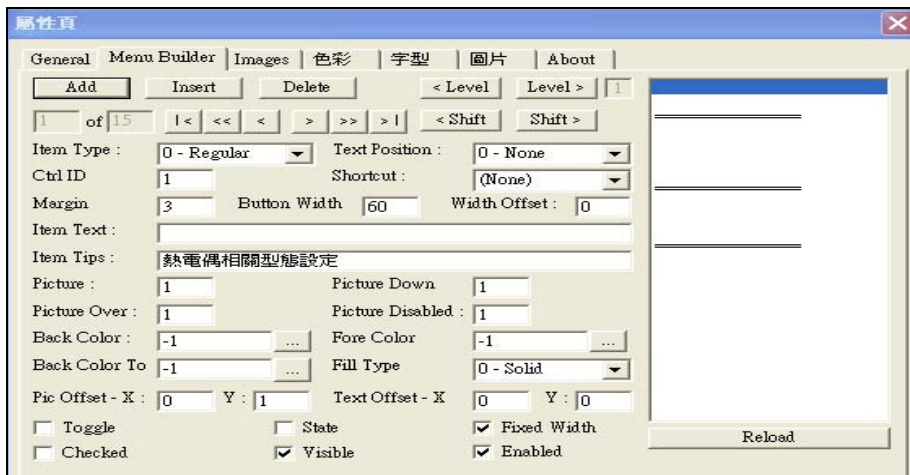 屬性頁
General Menu Builder Images 色彩 字型 圖片 About
Add Insert Delete < Level Level > 1
1 of 15 |< << < > >> >| < Shift Shift >
Item Type : 0 - Regular Text Position : 0 - None
Ctrl ID 1 Shortcut : (None)
Margin 3 Button Width 60 Width Offset : 0
Item Text :
Item Tips : 熱電偶相關型態設定
Picture : 1 Picture Down 1
Picture Over : 1 Picture Disabled : 1
Back Color : -1 ... Fore Color -1 ...
Back Color To -1 ... Fill Type 0 - Solid
Pic Offset - X : 0 Y : 1 Text Offset - X 0 Y : 0
Toggle State Fixed Width
Checked Visible Enabled
Reload